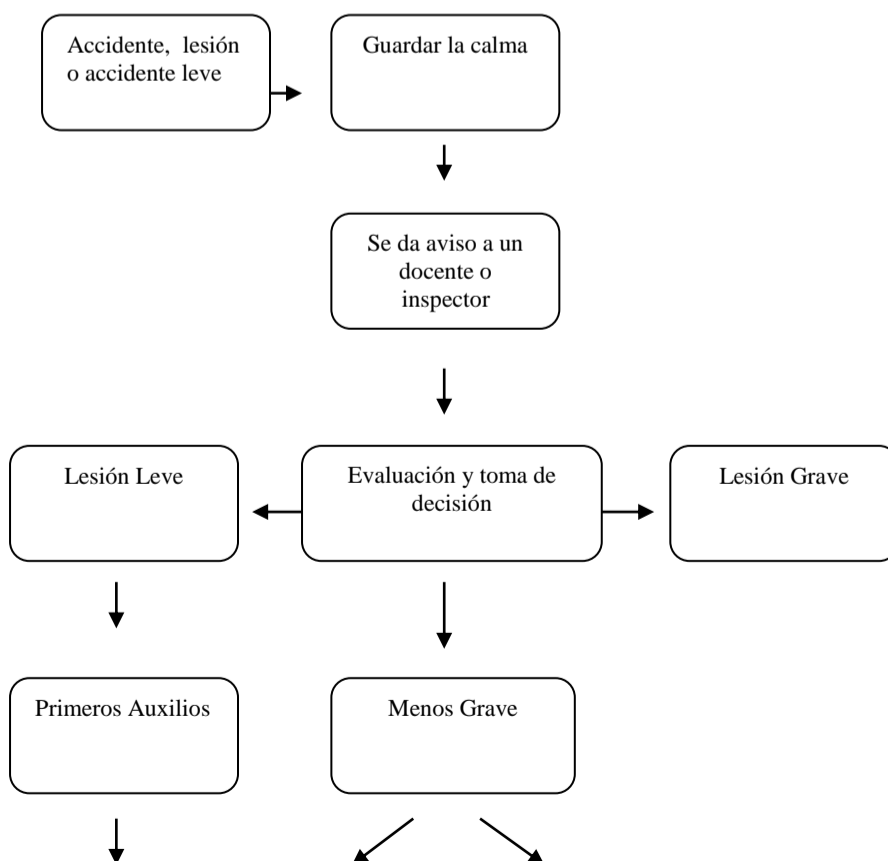 Accidente, lesión
o accidente leve
Guardar la calma
Se da aviso a un
docente o
inspector
Lesión Leve
Evaluación y toma de
decisión
Lesión Grave
Primeros Auxilios
Menos Grave